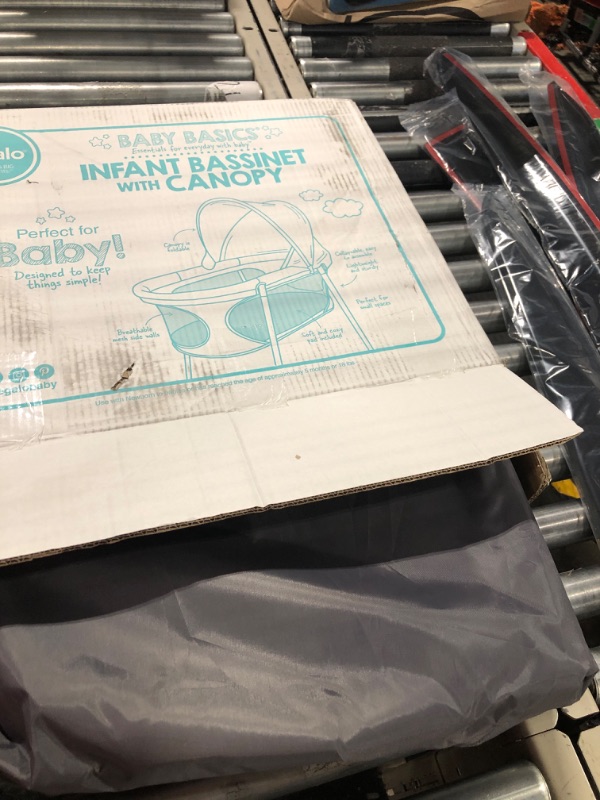 alo
BABY BASICS
Essentials for everyday with baby
INFANT BASSINET
WITH CANOPY
Perfect for
Baby!
Designed to keep
things simple!
Canopy is
Collapsible, easy
to assemble
Lightweight
and sturdy
Perfect for
small spaces
Breathable
mesh side walls
Soft and cozy
pad included
egalobaby